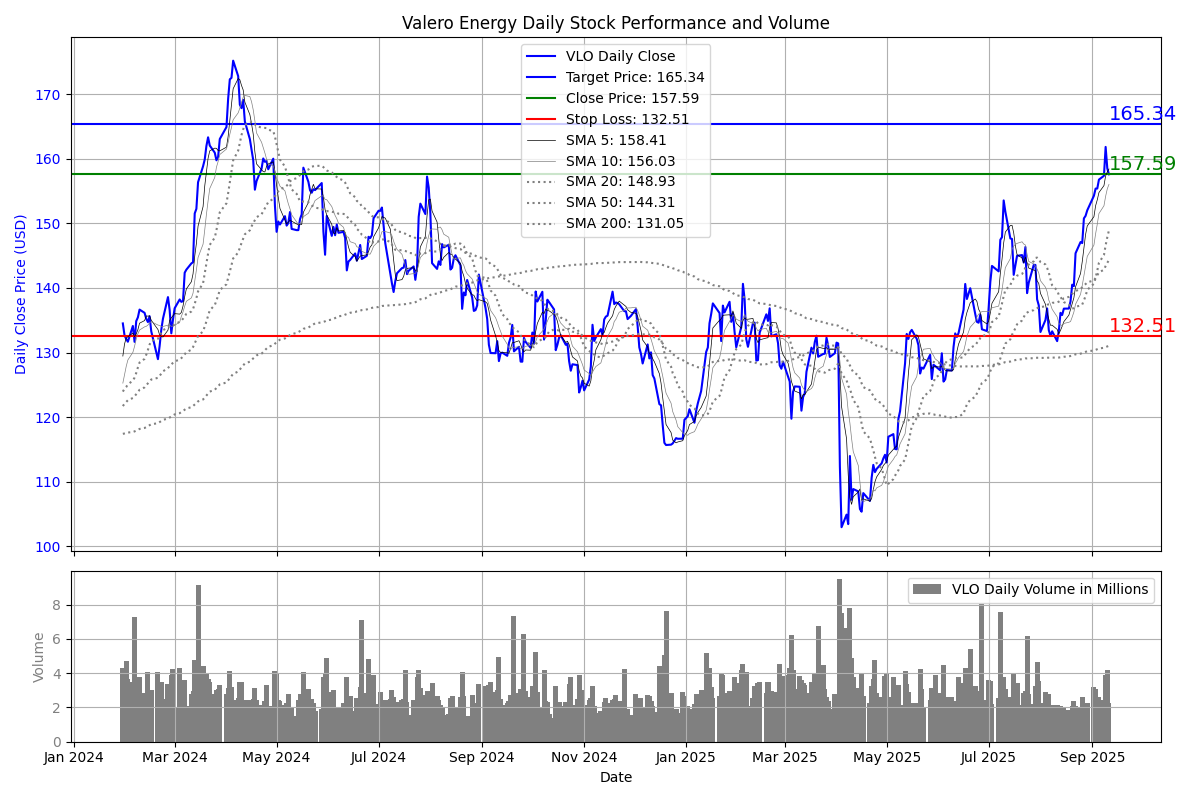 Valero Energy Daily Stock Performance and Volume
VLO Daily Close
Target Price: 165.34
Close Price: 157.59
Stop Loss: 132.51
SMA 5: 158.41
SMA 10: 156.03
SMA 20: 148.93
SMA 50: 144.31
SMA 200: 131.05
165.34
157.59
132.51
Daily Close Price (USD)
170
160
150
140
130
120
110
100
VLO Daily Volume in Millions
Volume
8
6
4
2
0
Jan 2024 Mar 2024 May 2024 Jul 2024 Sep 2024 Nov 2024 Jan 2025 Mar 2025 May 2025 Jul 2025 Sep 2025
Date